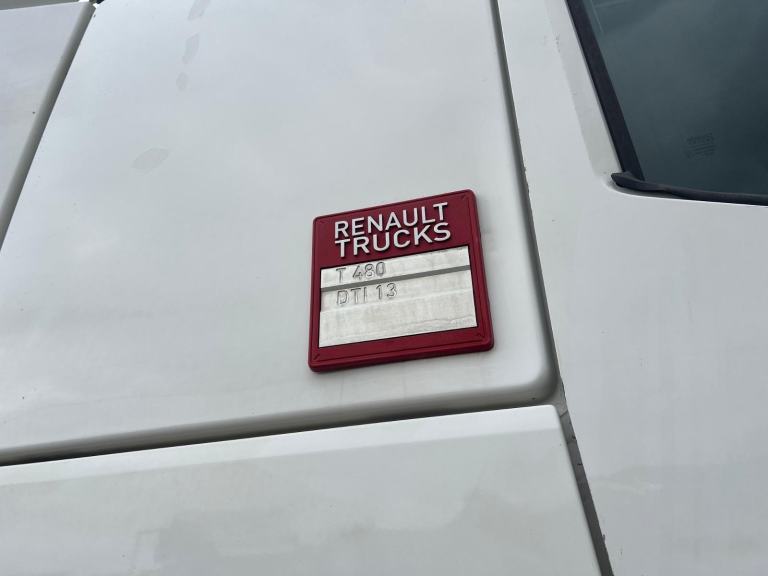 RENAULT
TRUCKS
T 480
DTI 13